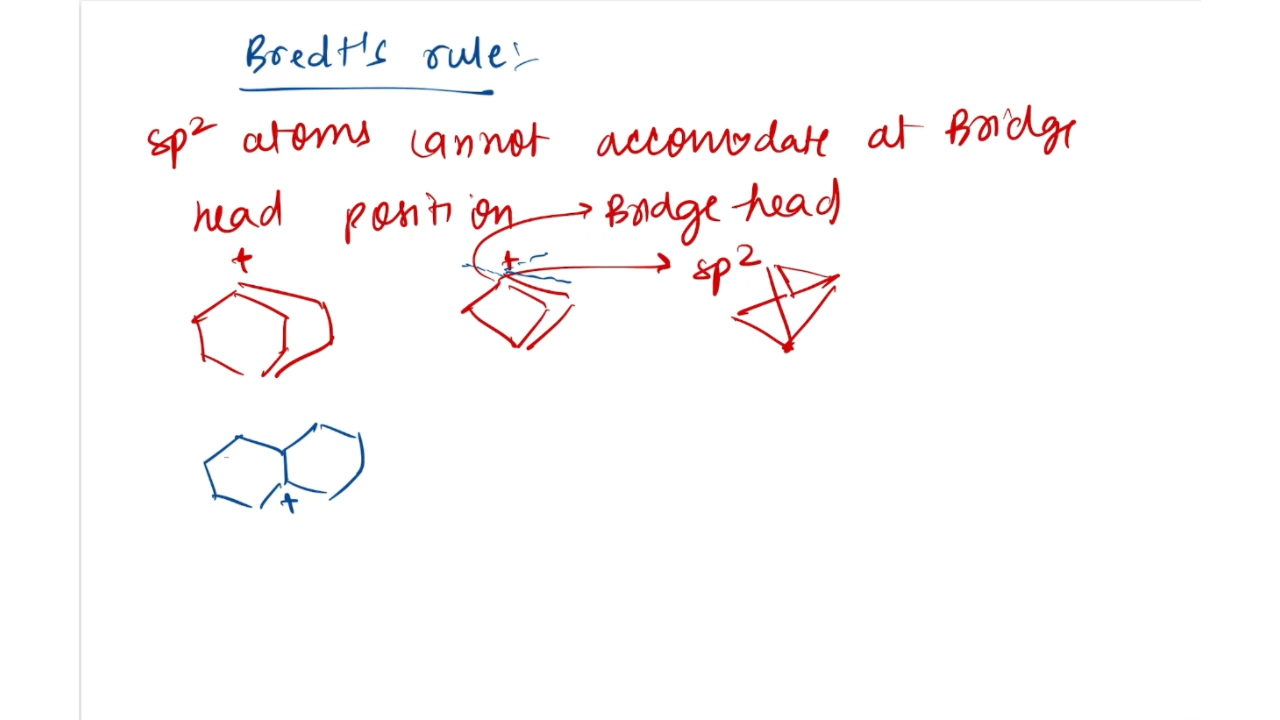 Bredt's rule:-
sp² atoms cannot accomodate at Bridge
head position → Bridge head
+ + → sp²
+